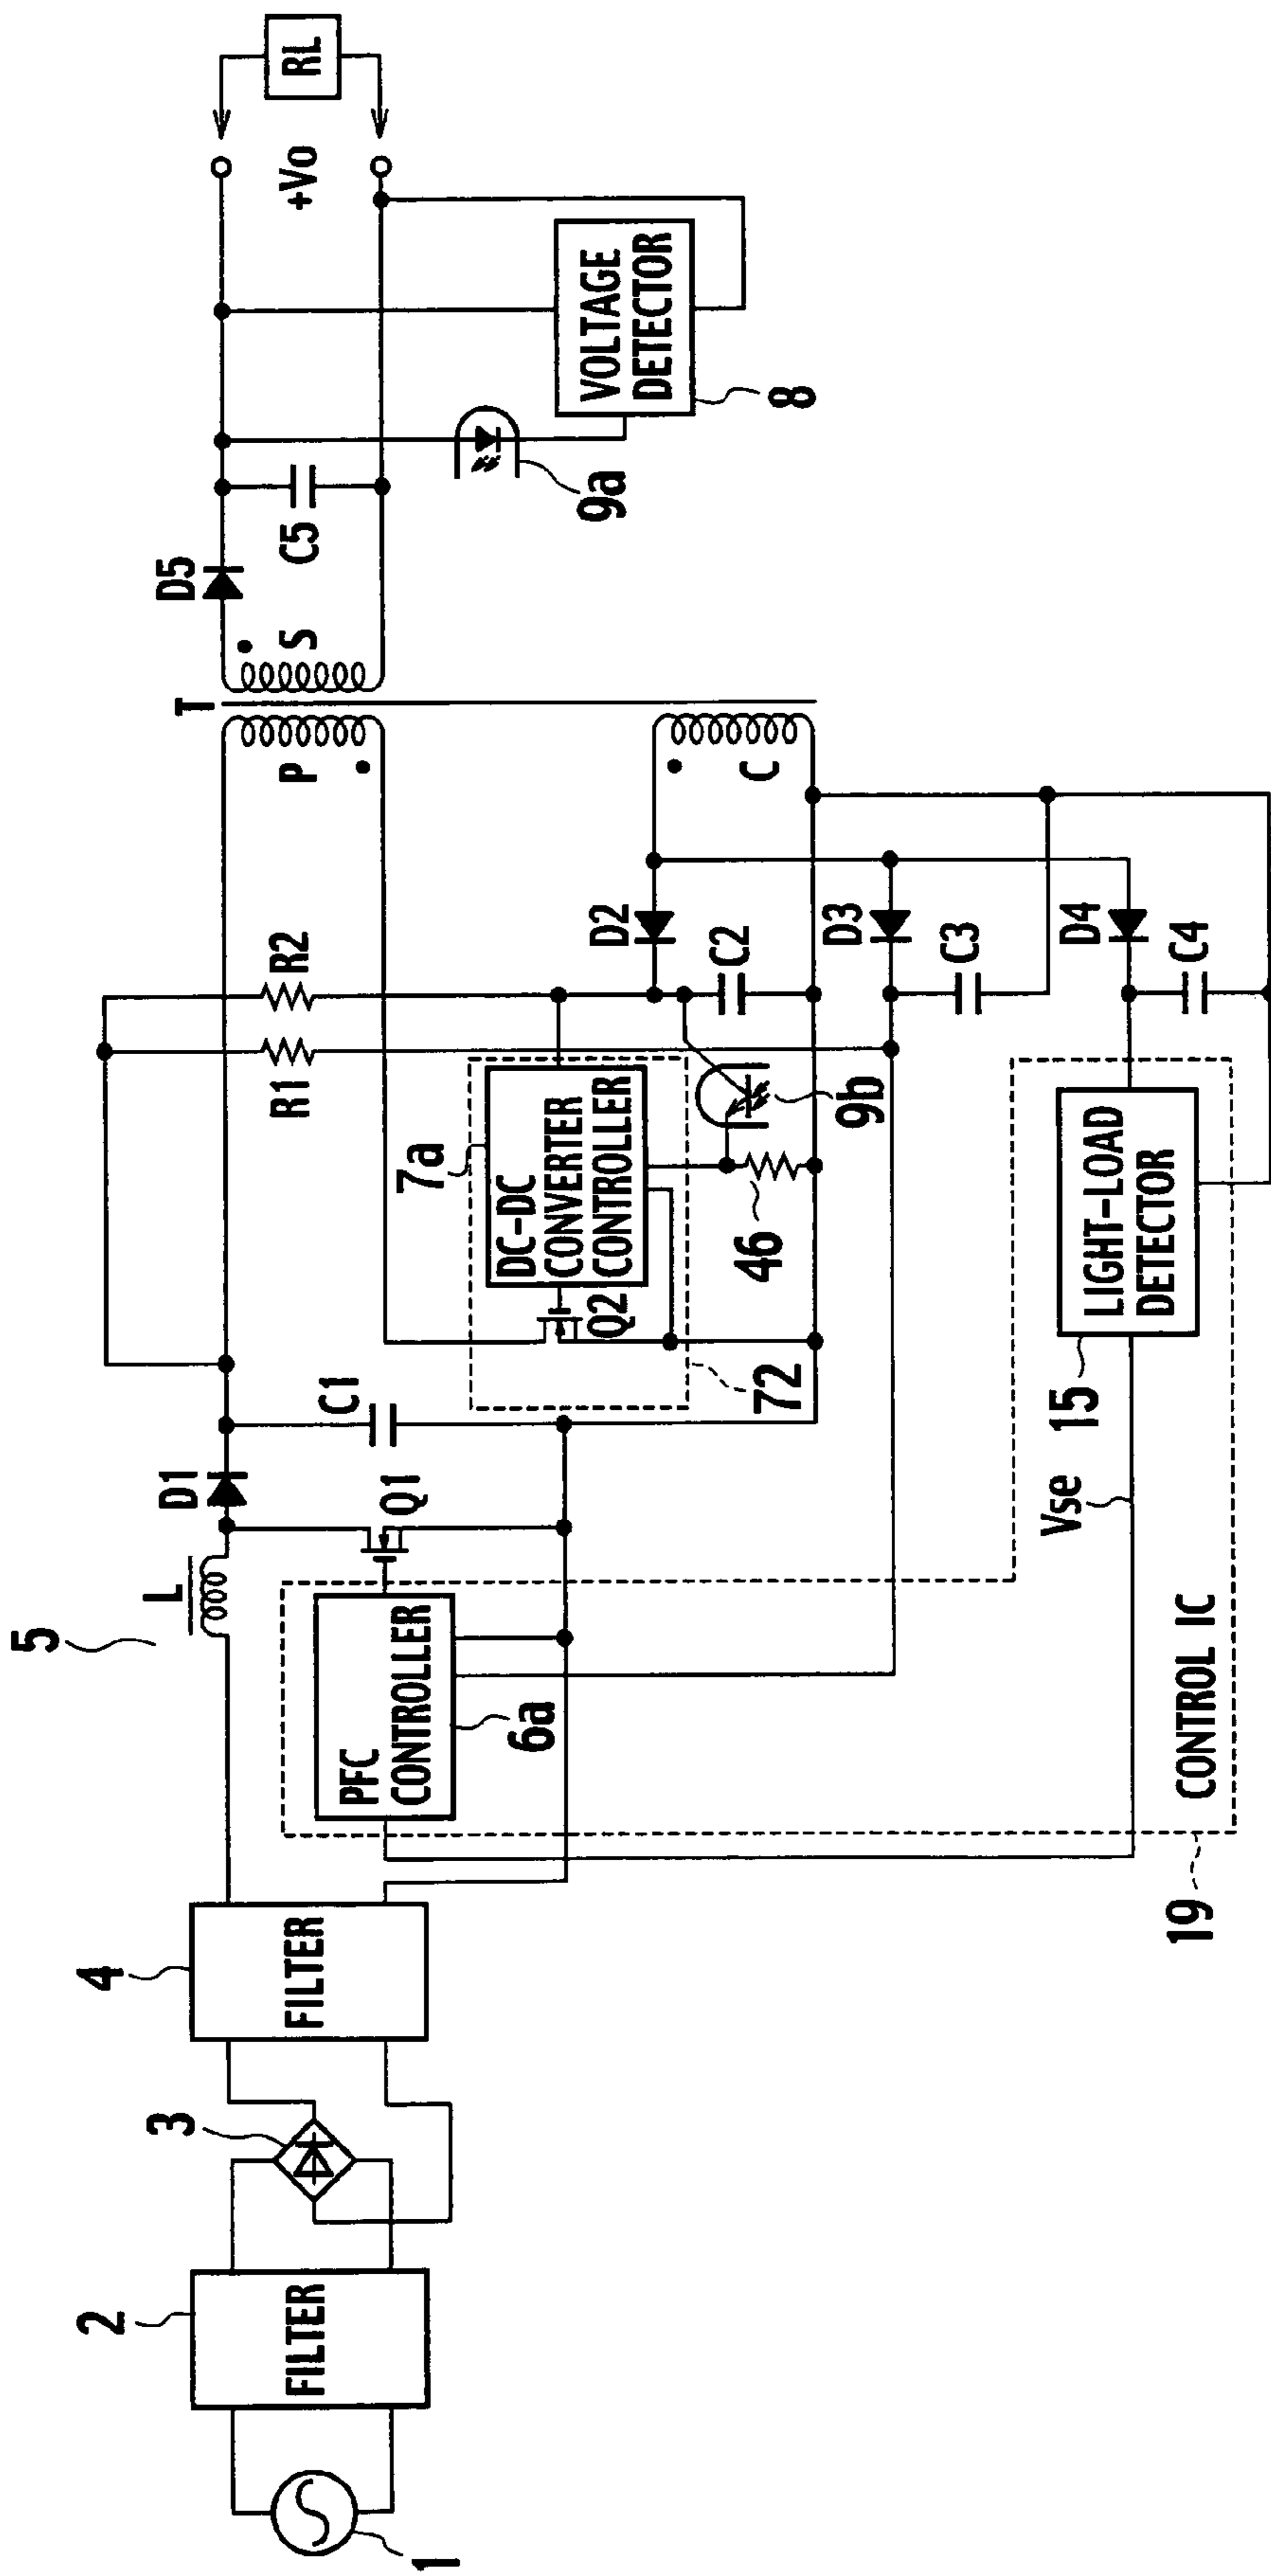 1
2
FILTER
3
4
FILTER
5
L
D1
C1
Q1
PFC
CONTROLLER
6a
R1
R2
7a
DC-DC
CONVERTER
CONTROLLER
Q2
72
46
9b
D2
C2
D3
C3
D4
C4
T
P
S
C
D5
C5
9a
VOLTAGE
DETECTOR
8
+Vo
RL
LIGHT-LOAD
DETECTOR
15
Vse
CONTROL IC
19